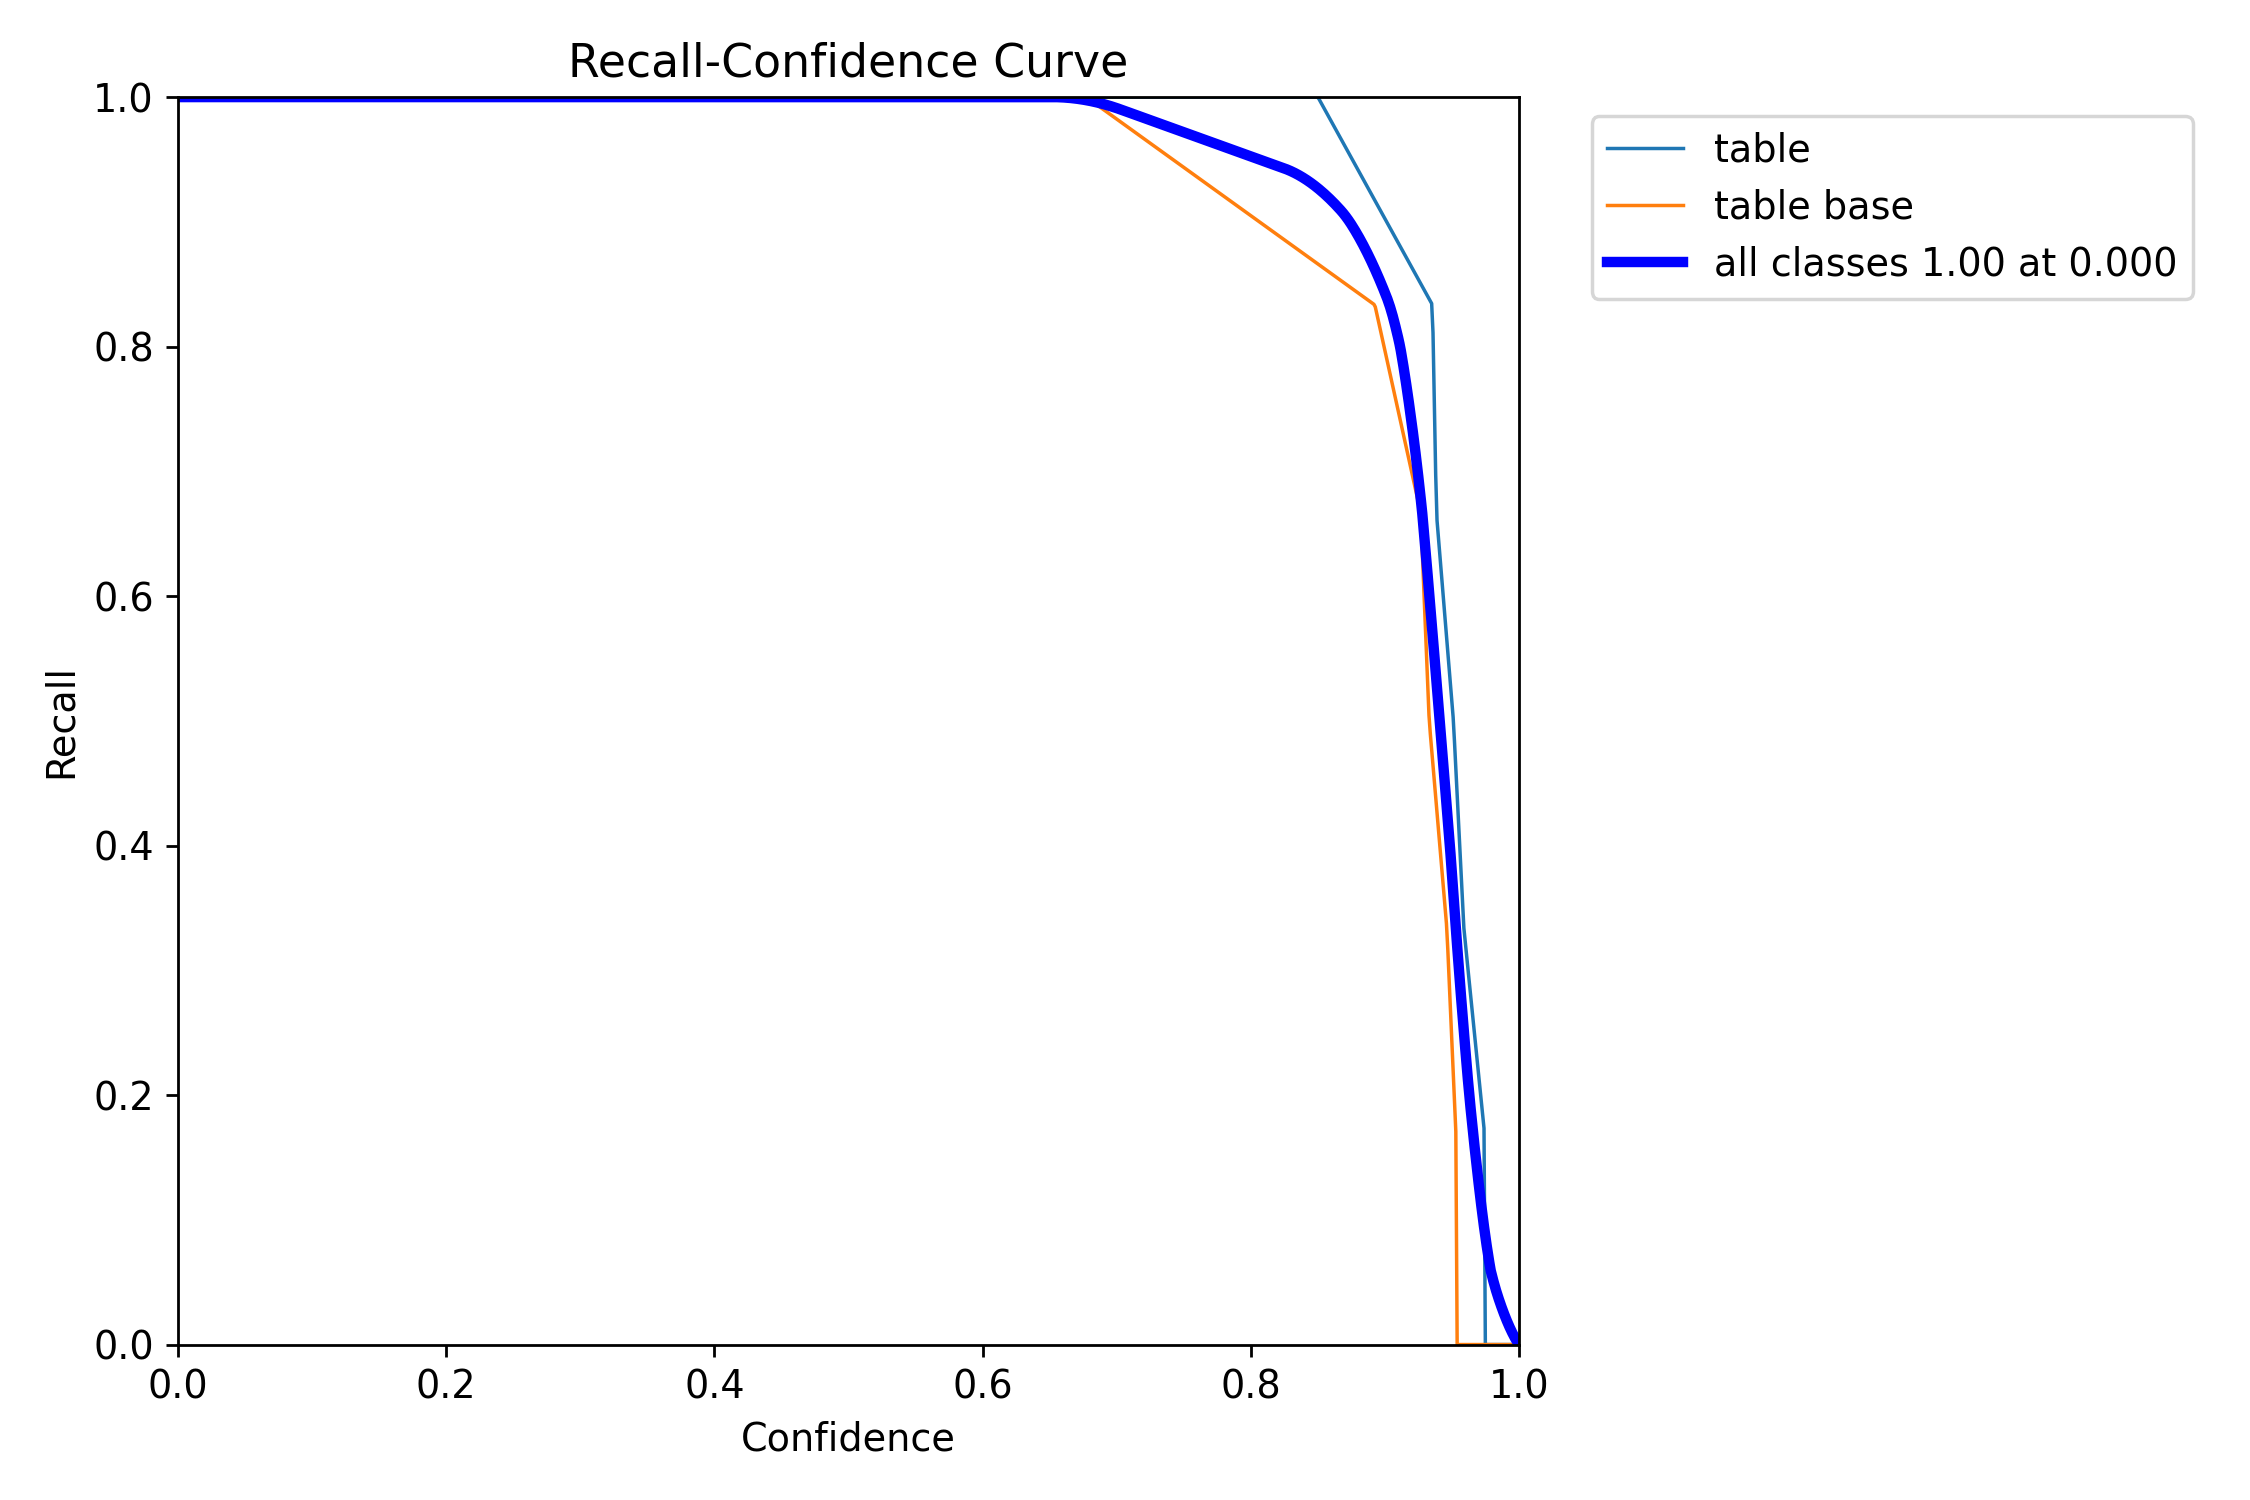 Recall-Confidence Curve
1.0
0.8
0.6
0.4
0.2
0.0
Recall
0.0 0.2 0.4 0.6 0.8 1.0
Confidence
table
table base
all classes 1.00 at 0.000